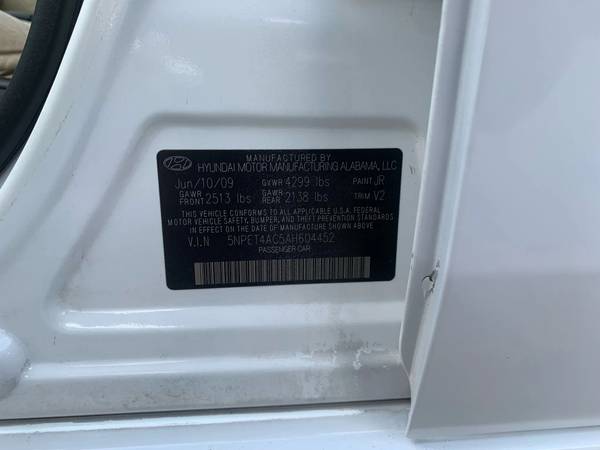 MANUFACTURED BY
HYUNDAI MOTOR MANUFACTURING ALABAMA, LLC
Jun/10/09 GVWR 4299 lbs PAINT JR
GAWR FRONT 2513 lbs GAWR REAR 2138 lbs TRIM V2
THIS VEHICLE CONFORMS TO ALL APPLICABLE U.S.A. FEDERAL
MOTOR VEHICLE SAFETY, BUMPER, AND THEFT PREVENTION STANDARDS
IN EFFECT ON THE DATE OF MANUFACTURE SHOWN ABOVE.
V.I.N 5NPET4AC5AH604452
PASSENGER CAR